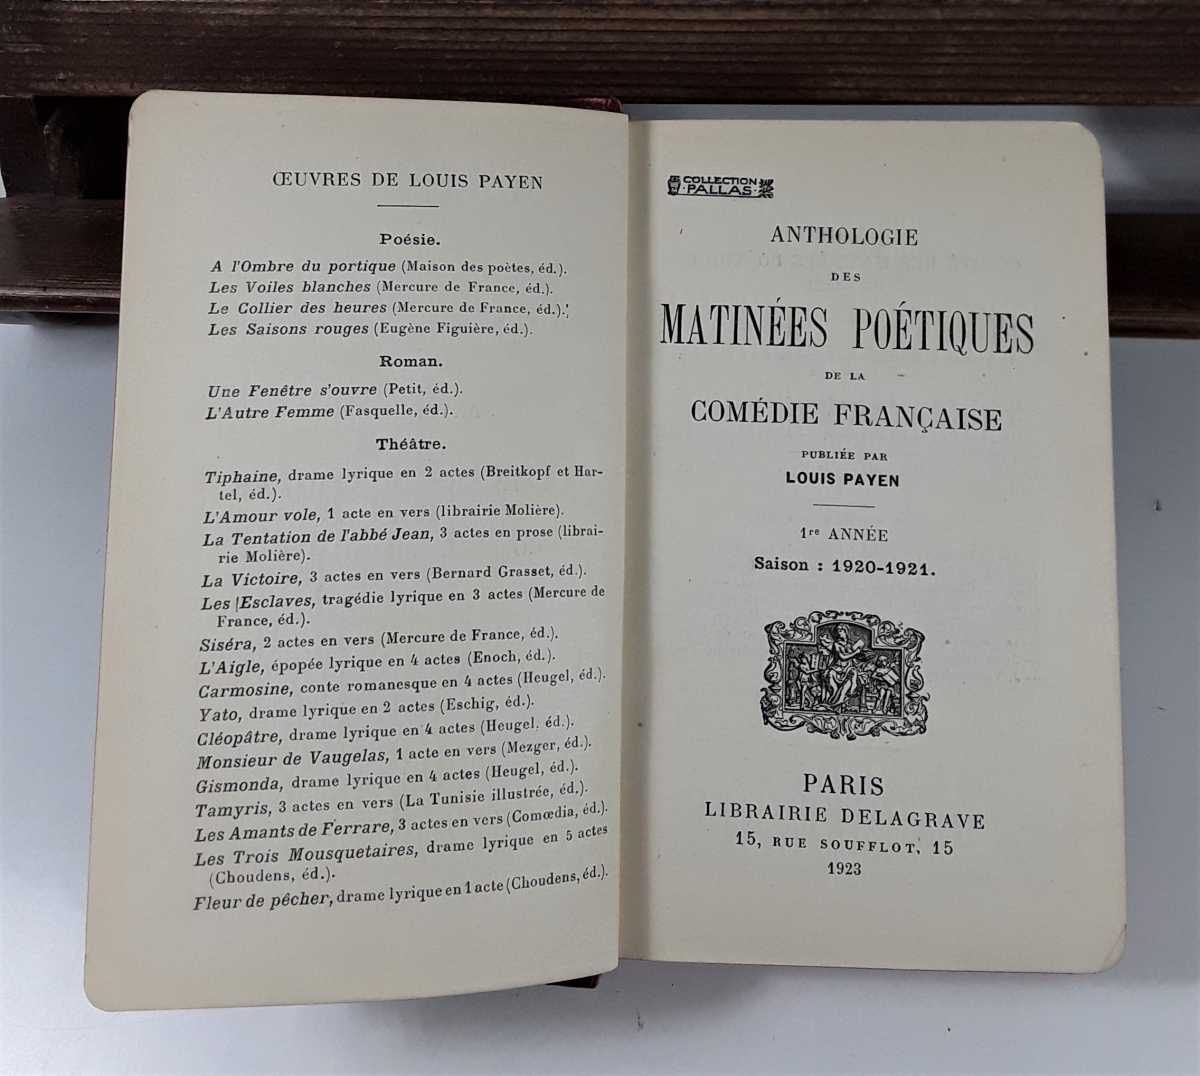 ŒUVRES DE LOUIS PAYEN
Poésie.
A l'Ombre du portique (Maison des poètes, éd.).
Les Voiles blanches (Mercure de France, éd.).
Le Collier des heures (Mercure de France, éd.).
Les Saisons rouges (Eugène Figuière, éd.).
Roman.
Une Fenêtre s'ouvre (Petit, éd.).
L'Autre Femme (Fasquelle, éd.).
Théâtre.
Tiphaine, drame lyrique en 2 actes (Breitkopf et Har-
tel, éd.).
L'Amour vole, 1 acte en vers (librairie Molière).
La Tentation de l'abbé Jean, 3 actes en prose (librai-
rie Molière).
La Victoire, 3 actes en vers (Bernard Grasset, éd.).
Les Esclaves, tragédie lyrique en 3 actes (Mercure de
France, éd.).
Siséra, 2 actes en vers (Mercure de France, éd.).
L'Aigle, épopée lyrique en 4 actes (Enoch, éd.).
Carmosine, conte romanesque en 4 actes (Heugel, éd.).
Yato, drame lyrique en 2 actes (Eschig, éd.).
Cléopâtre, drame lyrique en 4 actes (Heugel, éd.).
Monsieur de Vaugelas, 1 acte en vers (Mezger, éd.).
Gismonda, drame lyrique en 4 actes (Heugel, éd.).
Tamyris, 3 actes en vers (La Tunisie illustrée, éd.).
Les Amants de Ferrare, 3 actes en vers (Comœdia, éd.).
Les Trois Mousquetaires, drame lyrique en 5 actes
(Choudens, éd.).
Fleur de pêcher, drame lyrique en 1 acte (Choudens, éd.).
COLLECTION
PALLAS
ANTHOLOGIE
DES
MATINÉES POÉTIQUES
DE LA
COMÉDIE FRANÇAISE
PUBLIÉE PAR
LOUIS PAYEN
1re ANNÉE
Saison : 1920-1921.
PARIS
LIBRAIRIE DELAGRAVE
15, RUE SOUFFLOT, 15
1923